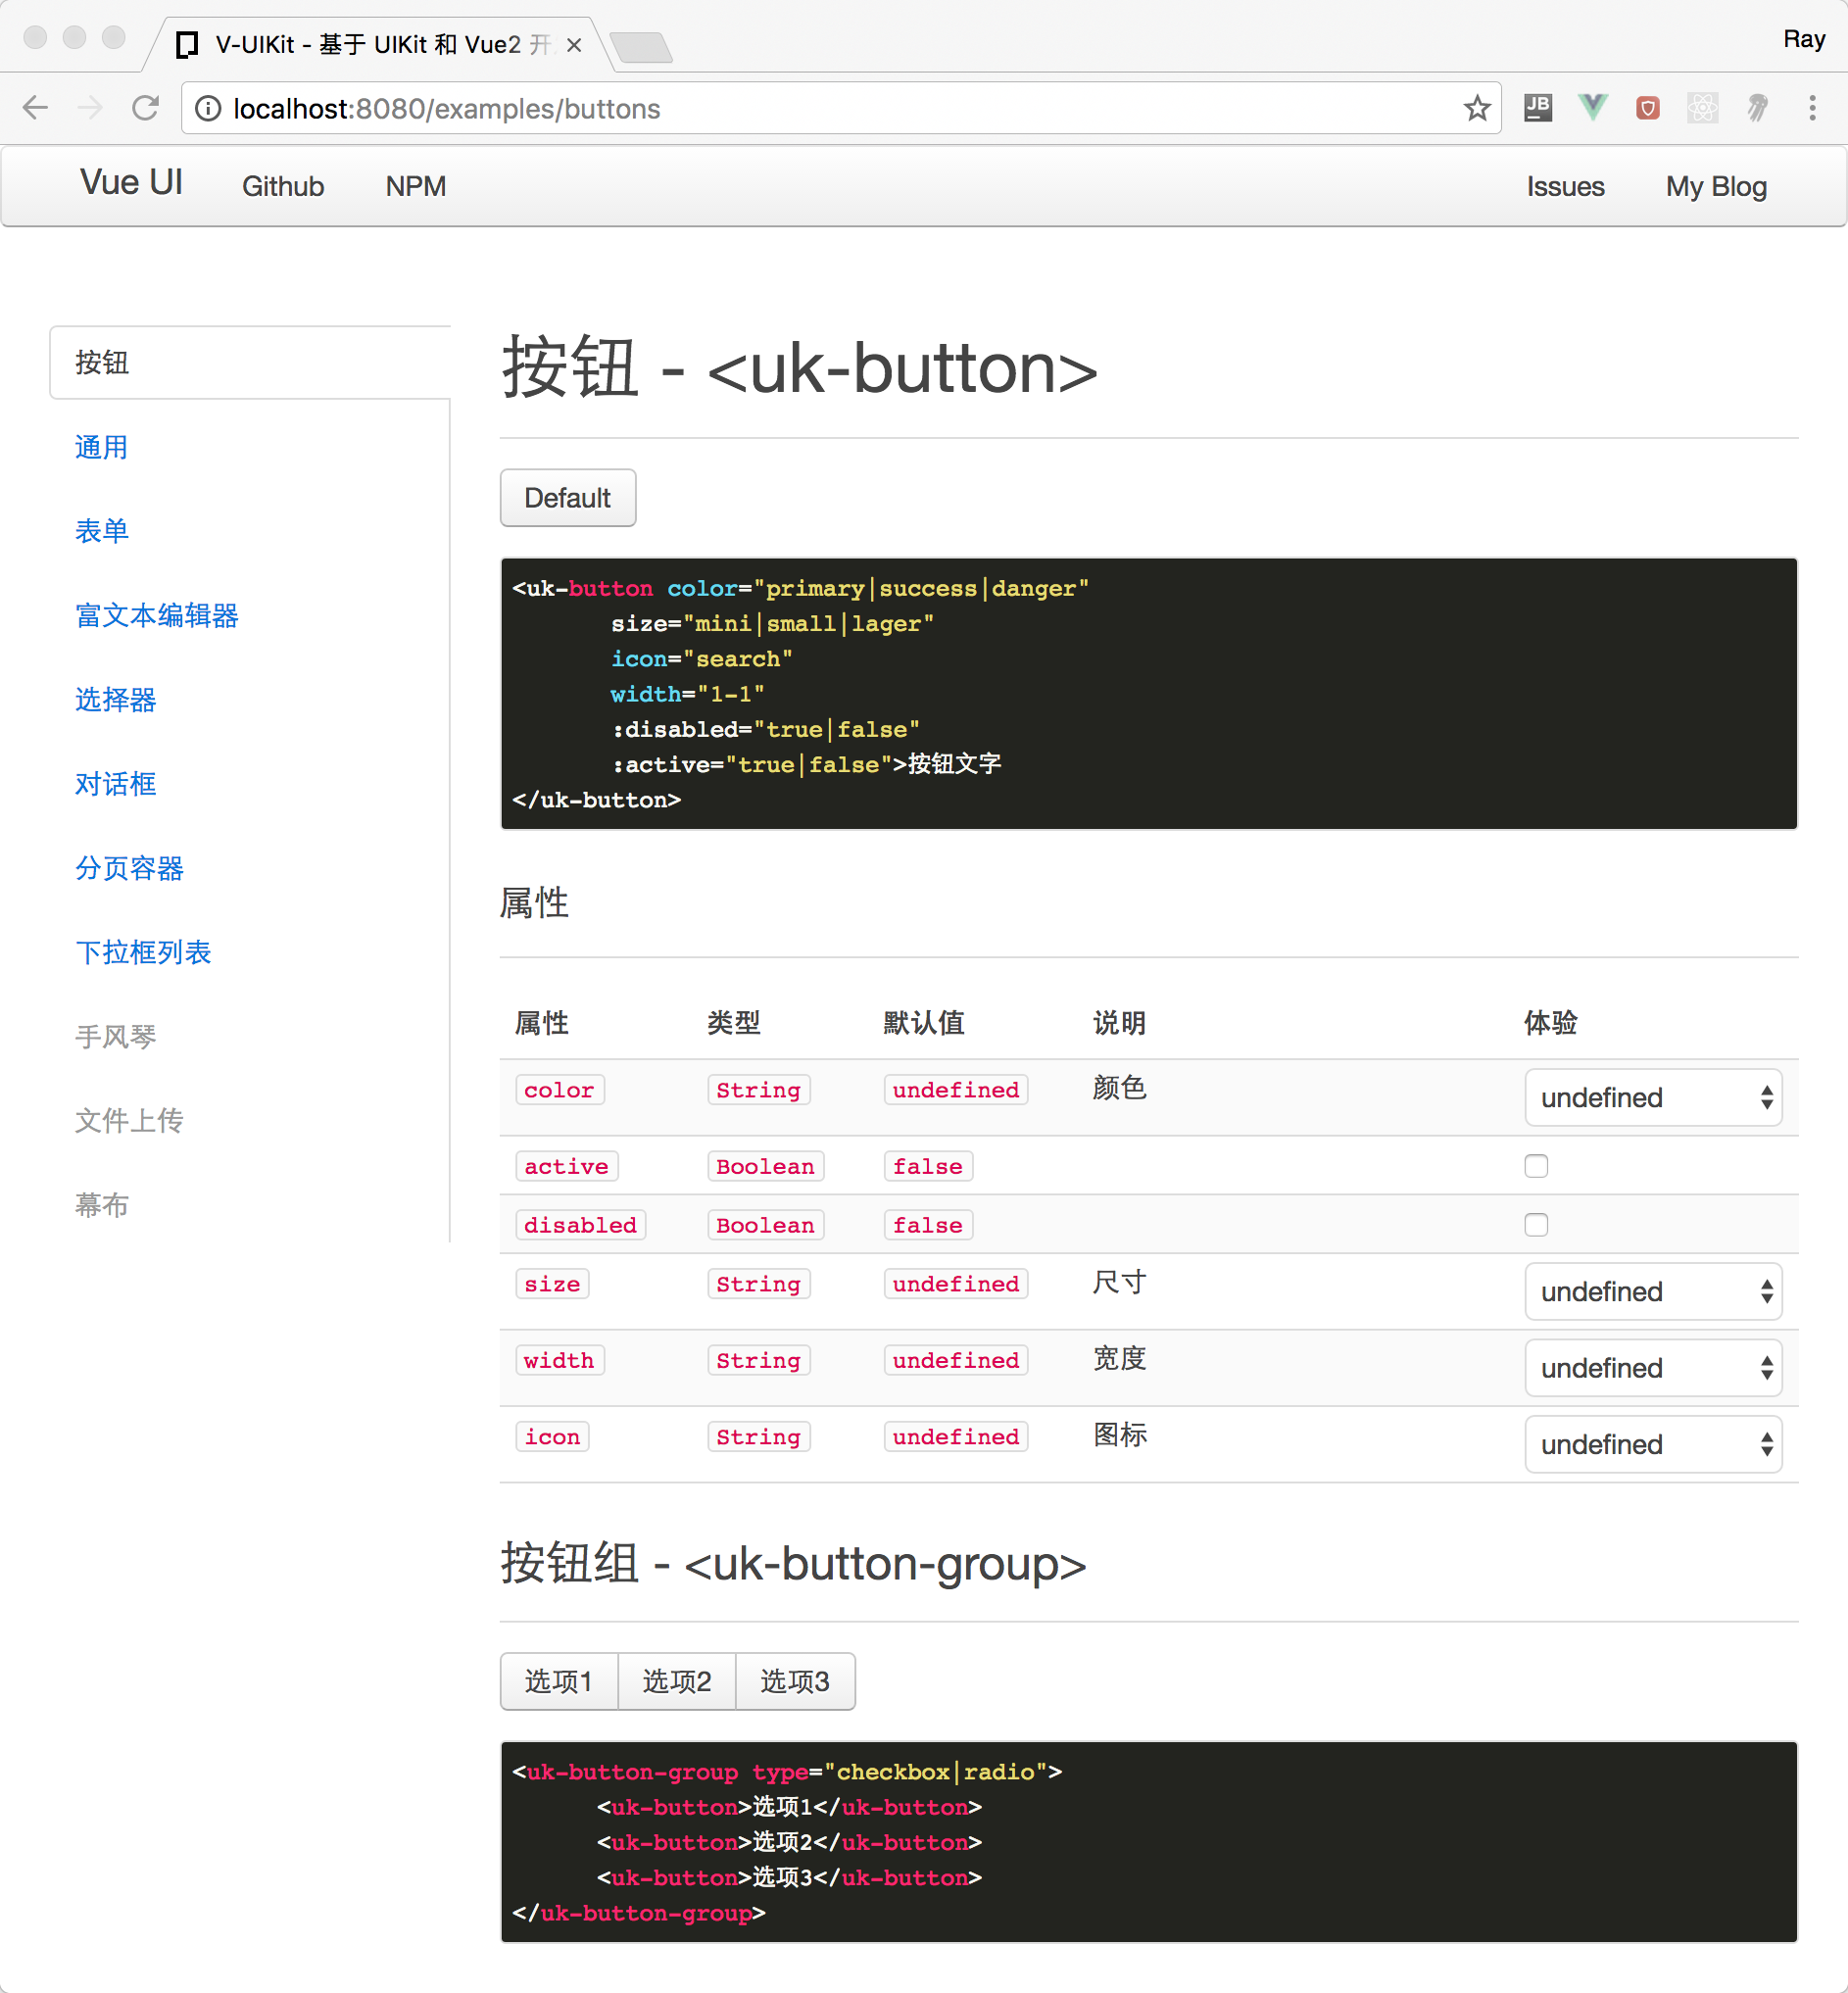 V-UIKit - 基于 UIKit 和 Vue2 开
Ray
localhost:8080/examples/buttons
JB
Vue UI Github NPM Issues My Blog
按钮
通用
表单
富文本编辑器
选择器
对话框
分页容器
下拉框列表
手风琴
文件上传
幕布
按钮 - <uk-button>
Default
<uk-button color="primary|success|danger"
size="mini|small|lager"
icon="search"
width="1-1"
:disabled="true|false"
:active="true|false">按钮文字
</uk-button>
属性
属性 类型 默认值 说明 体验
color String undefined 颜色 undefined
active Boolean false
disabled Boolean false
size String undefined 尺寸 undefined
width String undefined 宽度 undefined
icon String undefined 图标 undefined
按钮组 - <uk-button-group>
选项1 选项2 选项3
<uk-button-group type="checkbox|radio">
<uk-button>选项1</uk-button>
<uk-button>选项2</uk-button>
<uk-button>选项3</uk-button>
</uk-button-group>